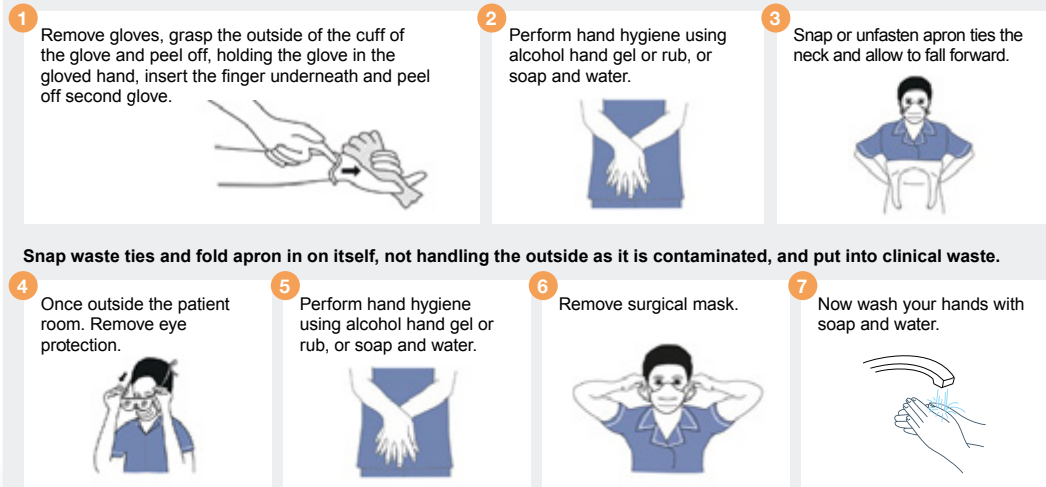 1
Remove gloves, grasp the outside of the cuff of
the glove and peel off, holding the glove in the
gloved hand, insert the finger underneath and peel
off second glove.
2
Perform hand hygiene using
alcohol hand gel or rub, or
soap and water.
3
Snap or unfasten apron ties the
neck and allow to fall forward.
Snap waste ties and fold apron in on itself, not handling the outside as it is contaminated, and put into clinical waste.
4
Once outside the patient
room. Remove eye
protection.
5
Perform hand hygiene
using alcohol hand gel or
rub, or soap and water.
6
Remove surgical mask.
7
Now wash your hands with
soap and water.